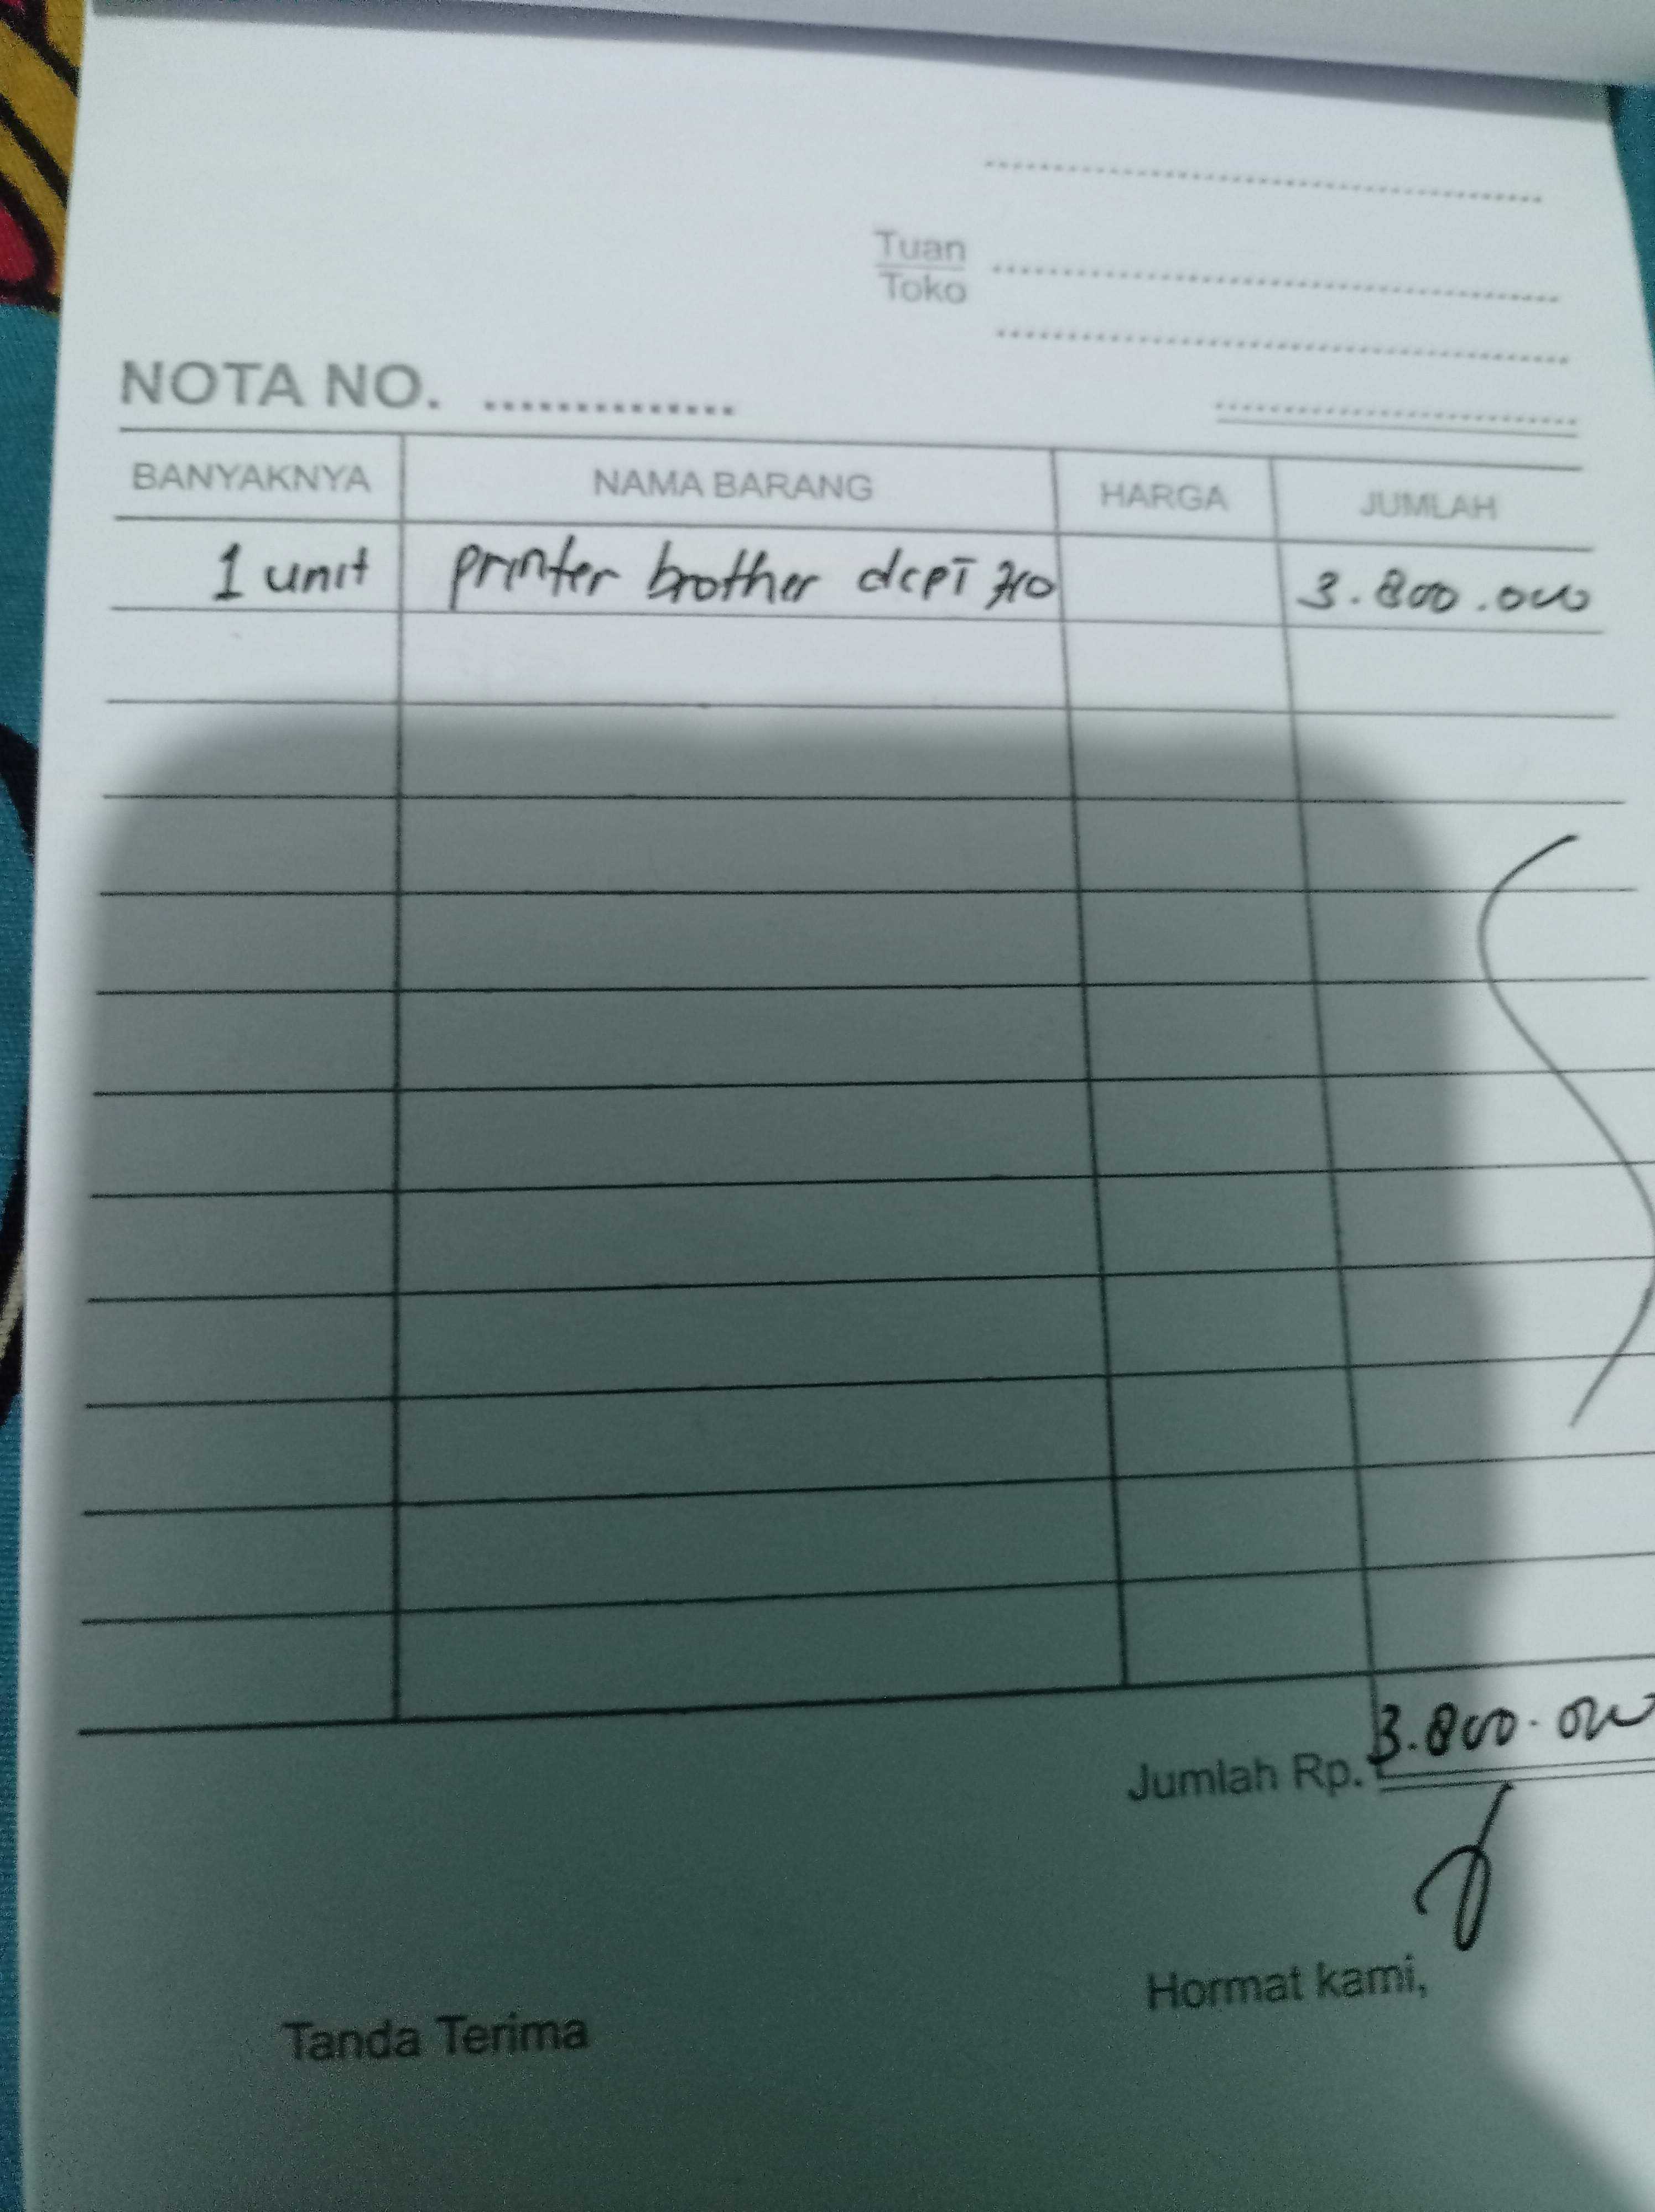 Tuan
Toko
NOTA NO. ..............
BANYAKNYA NAMA BARANG HARGA JUMLAH
1 unit printer brother dcpT 710 3.800.000
Jumlah Rp. 3.800.000
Hormat kami,
Tanda Terima